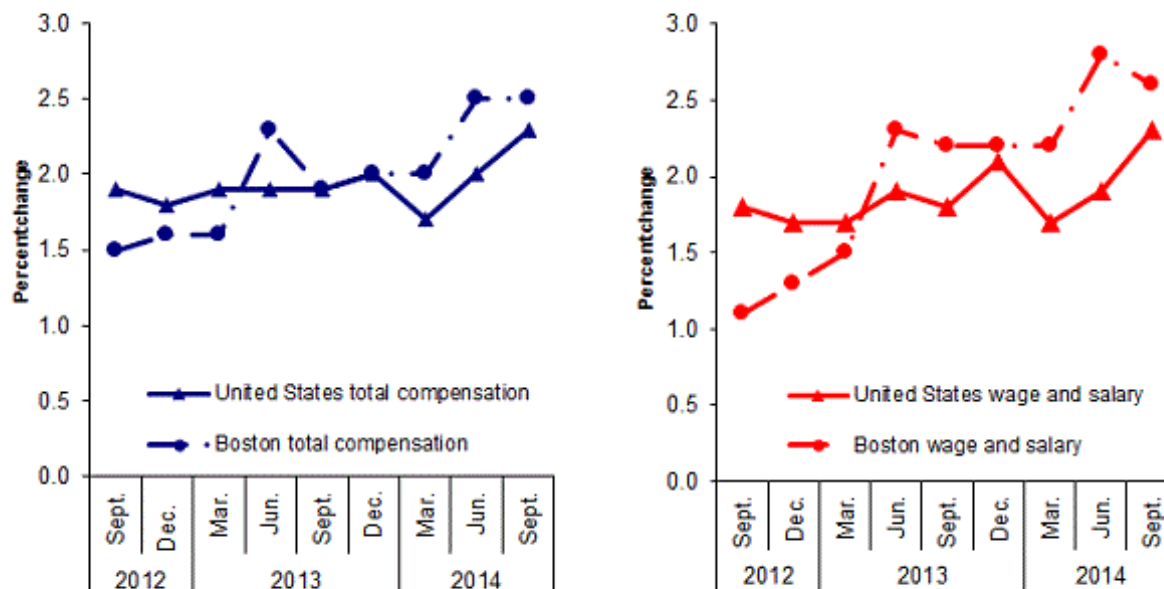 3.0
2.5
2.0
1.5
1.0
0.5
0.0
Percentchange
United States total compensation
Boston total compensation
Sept.
Dec.
Mar.
Jun.
Sept.
Dec.
Mar.
Jun.
Sept.
2012
2013
2014
3.0
2.5
2.0
1.5
1.0
0.5
0.0
Percentchange
United States wage and salary
Boston wage and salary
Sept.
Dec.
Mar.
Jun.
Sept.
Dec.
Mar.
Jun.
Sept.
2012
2013
2014